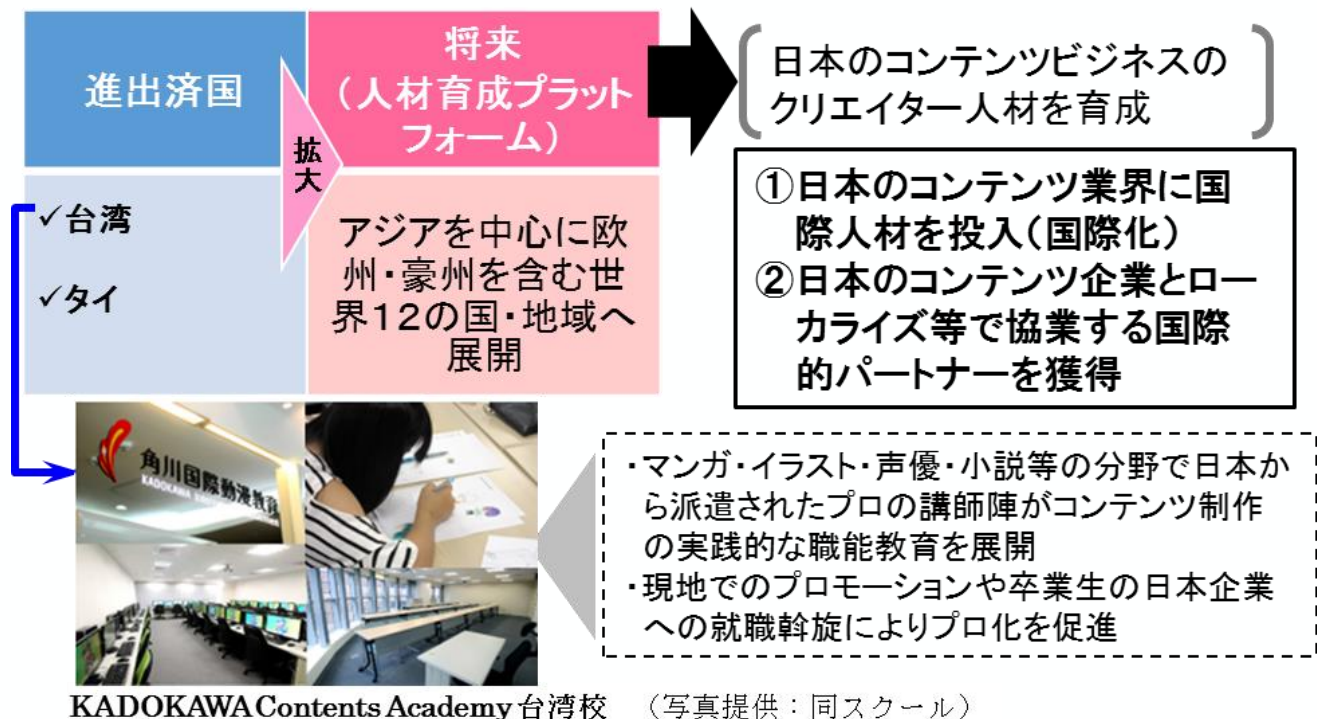 進出済国
拡
大
将来
（人材育成プラット
フォーム）
日本のコンテンツビジネスの
クリエイター人材を育成
✓台湾
✓タイ
アジアを中心に欧
州・豪州を含む世
界１２の国・地域へ
展開
①日本のコンテンツ業界に国
際人材を投入（国際化）
②日本のコンテンツ企業とロー
カライズ等で協業する国際
的パートナーを獲得
角川国際動漫教育
KADOKAWA
・マンガ・イラスト・声優・小説等の分野で日本か
ら派遣されたプロの講師陣がコンテンツ制作
の実践的な職能教育を展開
・現地でのプロモーションや卒業生の日本企業
への就職斡旋によりプロ化を促進
KADOKAWA Contents Academy 台湾校　（写真提供：同スクール）